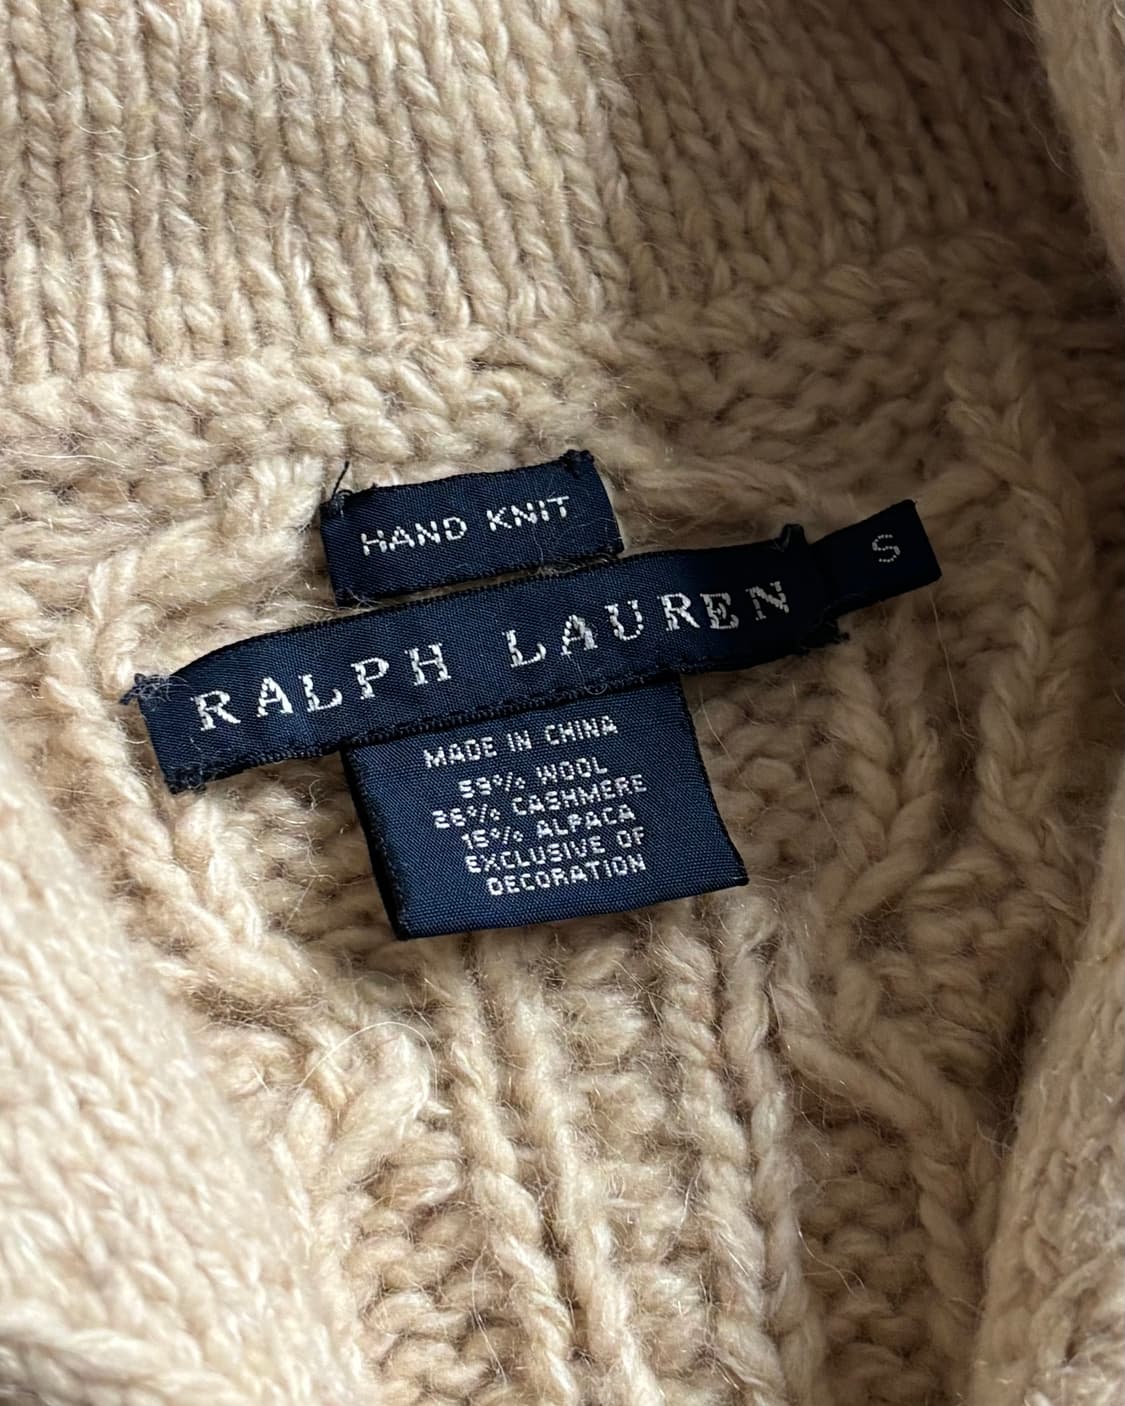 HAND KNIT
RALPH LAUREN
S
MADE IN CHINA
59% WOOL
26% CASHMERE
15% ALPACA
EXCLUSIVE OF
DECORATION